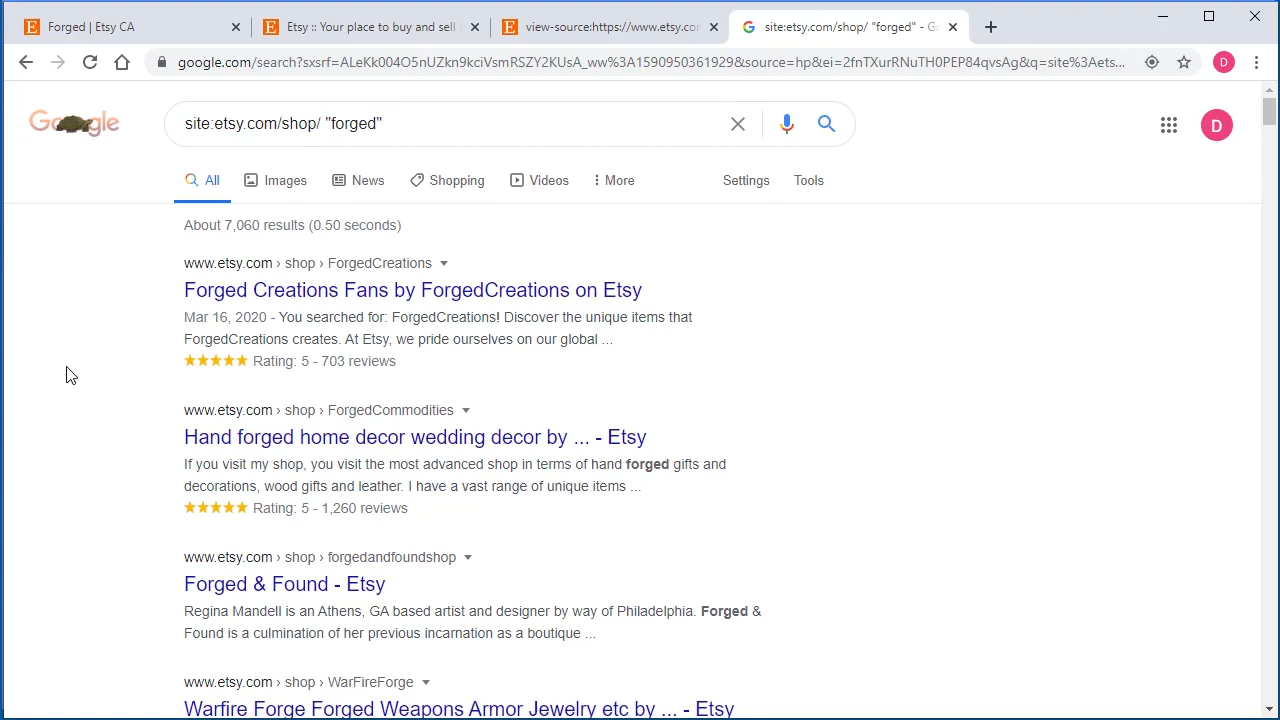 Forged | Etsy CA
Etsy :: Your place to buy and sell
view-source:https://www.etsy.cor
site:etsy.com/shop/ "forged" - Go
google.com/search?sxsrf=ALeKk004O5nUZkn9kciVsmRSZY2KUsA_ww%3A1590950361929&source=hp&ei=2fnTXurRNuTH0PEP84qvsAg&q=site%3Aets...
D
Google
site:etsy.com/shop/ "forged"
D
All
Images
News
Shopping
Videos
More
Settings
Tools
About 7,060 results (0.50 seconds)
www.etsy.com › shop › ForgedCreations
Forged Creations Fans by ForgedCreations on Etsy
Mar 16, 2020 - You searched for: ForgedCreations! Discover the unique items that
ForgedCreations creates. At Etsy, we pride ourselves on our global ...
Rating: 5 - 703 reviews
www.etsy.com › shop › ForgedCommodities
Hand forged home decor wedding decor by ... - Etsy
If you visit my shop, you visit the most advanced shop in terms of hand forged gifts and
decorations, wood gifts and leather. I have a vast range of unique items ...
Rating: 5 - 1,260 reviews
www.etsy.com › shop › forgedandfoundshop
Forged & Found - Etsy
Regina Mandell is an Athens, GA based artist and designer by way of Philadelphia. Forged &
Found is a culmination of her previous incarnation as a boutique ...
www.etsy.com › shop › WarFireForge
Warfire Forge Forged Weapons Armor Jewelry etc by ... - Etsy